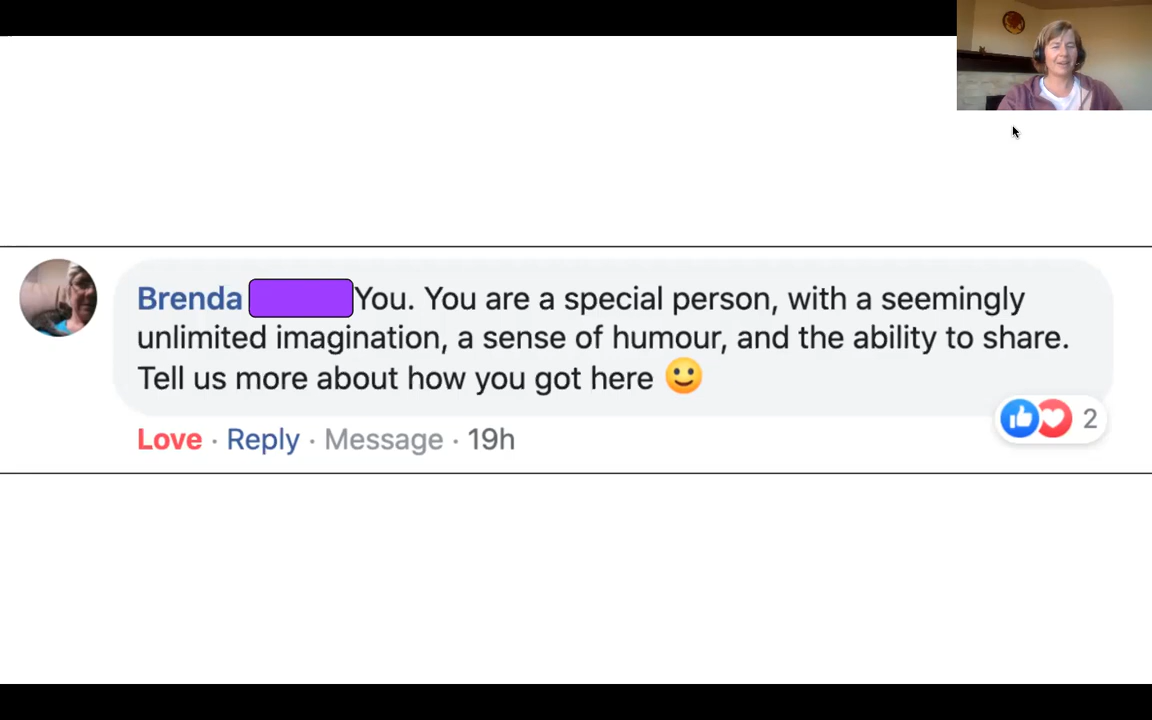 Brenda You. You are a special person, with a seemingly
unlimited imagination, a sense of humour, and the ability to share.
Tell us more about how you got here 🙂
Love · Reply · Message · 19h
2